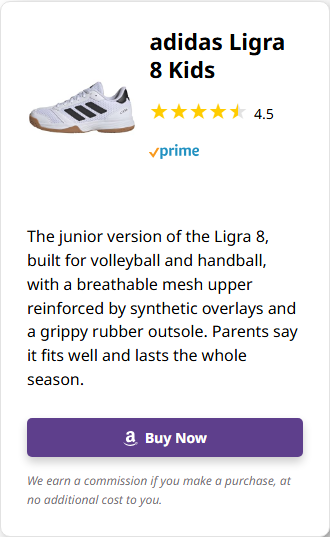 adidas Ligra
8 Kids
4.5
prime
The junior version of the Ligra 8,
built for volleyball and handball,
with a breathable mesh upper
reinforced by synthetic overlays and
a grippy rubber outsole. Parents say
it fits well and lasts the whole
season.
Buy Now
We earn a commission if you make a purchase, at
no additional cost to you.